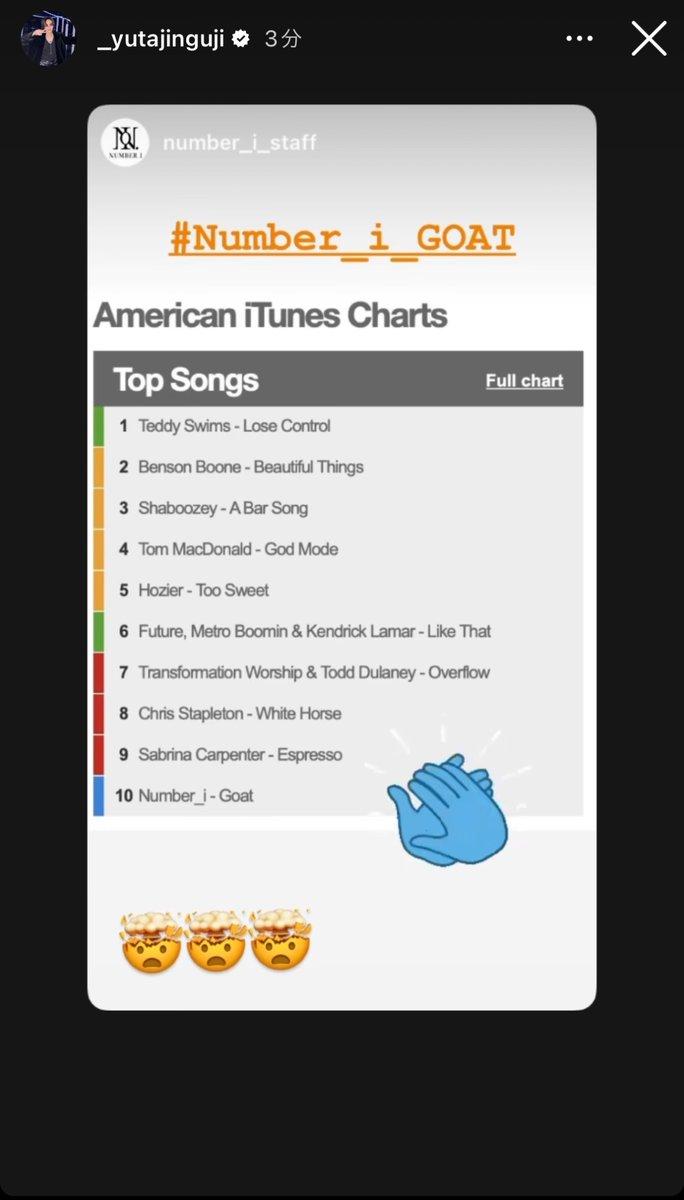 _yutajinguji 3分
NUMBER_I
number_i_staff
#Number_i_GOAT
American iTunes Charts
Top Songs Full chart
1 Teddy Swims - Lose Control
2 Benson Boone - Beautiful Things
3 Shaboozey - A Bar Song
4 Tom MacDonald - God Mode
5 Hozier - Too Sweet
6 Future, Metro Boomin & Kendrick Lamar - Like That
7 Transformation Worship & Todd Dulaney - Overflow
8 Chris Stapleton - White Horse
9 Sabrina Carpenter - Espresso
10 Number_i - Goat